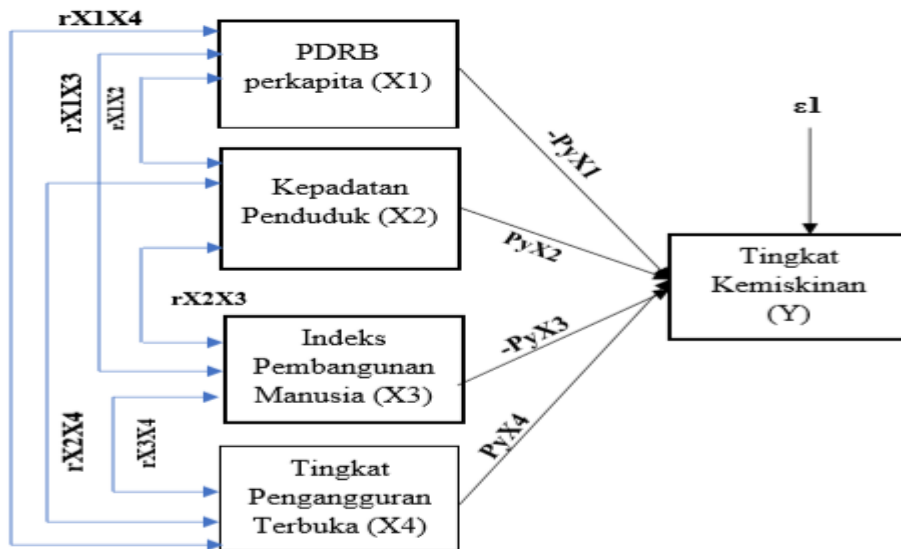 rX1X4
PDRB
perkapita (X1)
rX1X3
rX1X2
-PyX1
ε1
Kepadatan
Penduduk (X2)
PyX2
Tingkat
Kemiskinan
(Y)
rX2X3
Indeks
Pembangunan
Manusia (X3)
-PyX3
rX2X4
rX3X4
PyX4
Tingkat
Pengangguran
Terbuka (X4)